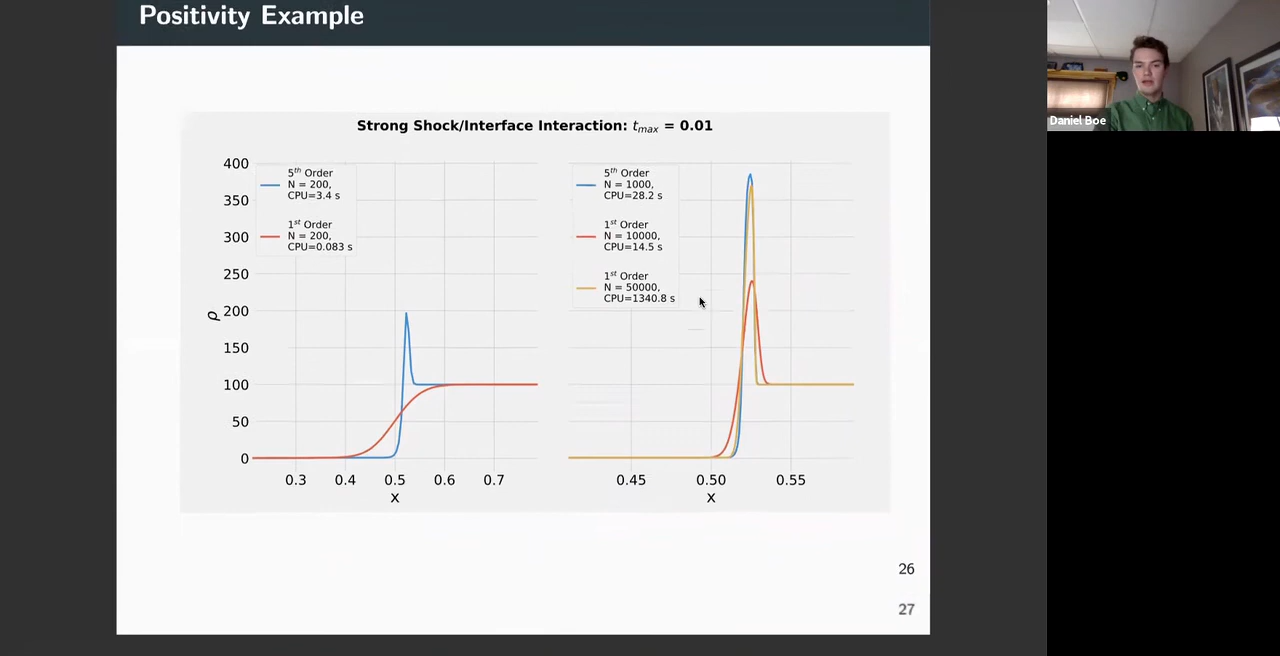 Positivity Example
Daniel Boe
Strong Shock/Interface Interaction: t_max = 0.01
400
350
300
250
200
150
100
50
0
ρ
5th Order
N = 200,
CPU=3.4 s
1st Order
N = 200,
CPU=0.083 s
0.3 0.4 0.5 0.6 0.7
x
5th Order
N = 1000,
CPU=28.2 s
1st Order
N = 10000,
CPU=14.5 s
1st Order
N = 50000,
CPU=1340.8 s
0.45 0.50 0.55
x
26
27